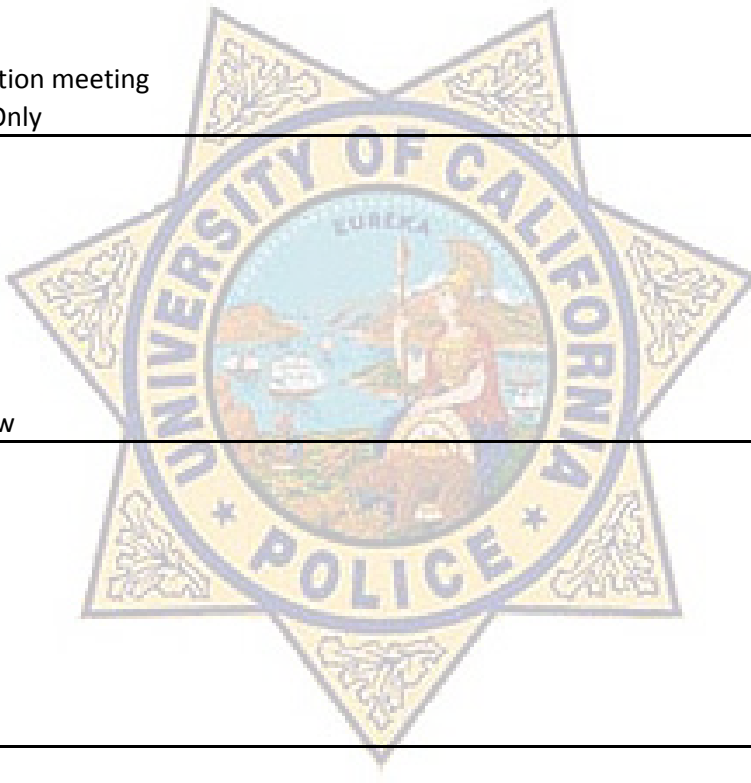 tion meeting
Only
UNIVERSITY OF CALIFORNIA
EUREKA
w
* POLICE *